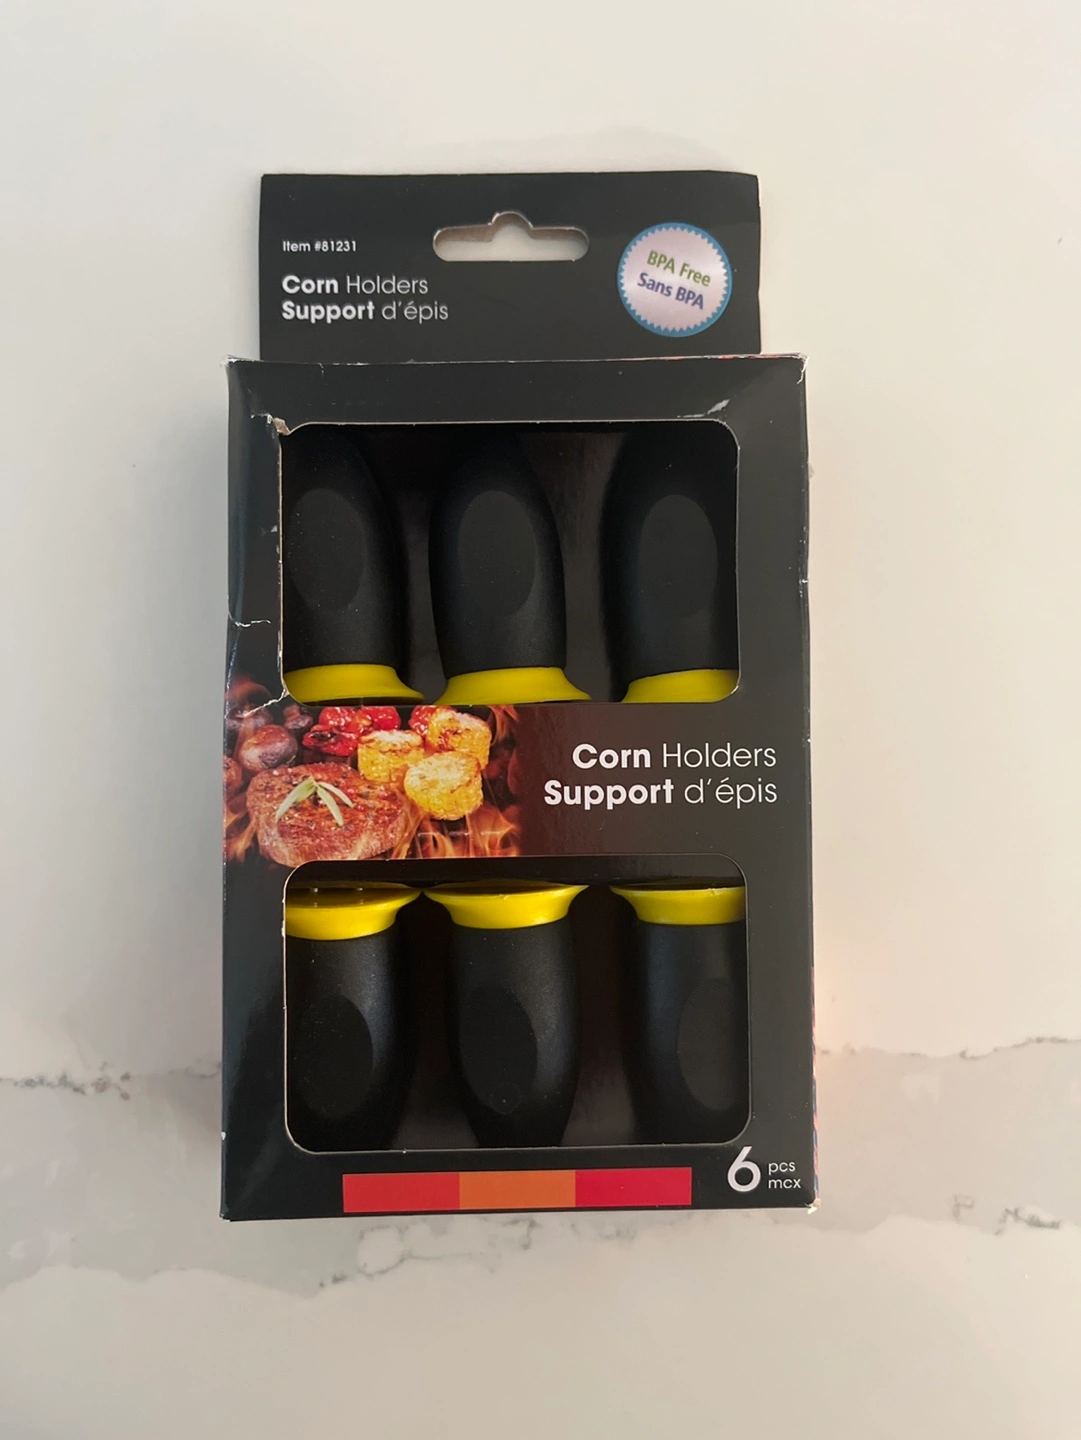 Item #81231
Corn Holders
Support d'épis
BPA Free
Sans BPA
Corn Holders
Support d'épis
6 pcs
mcx